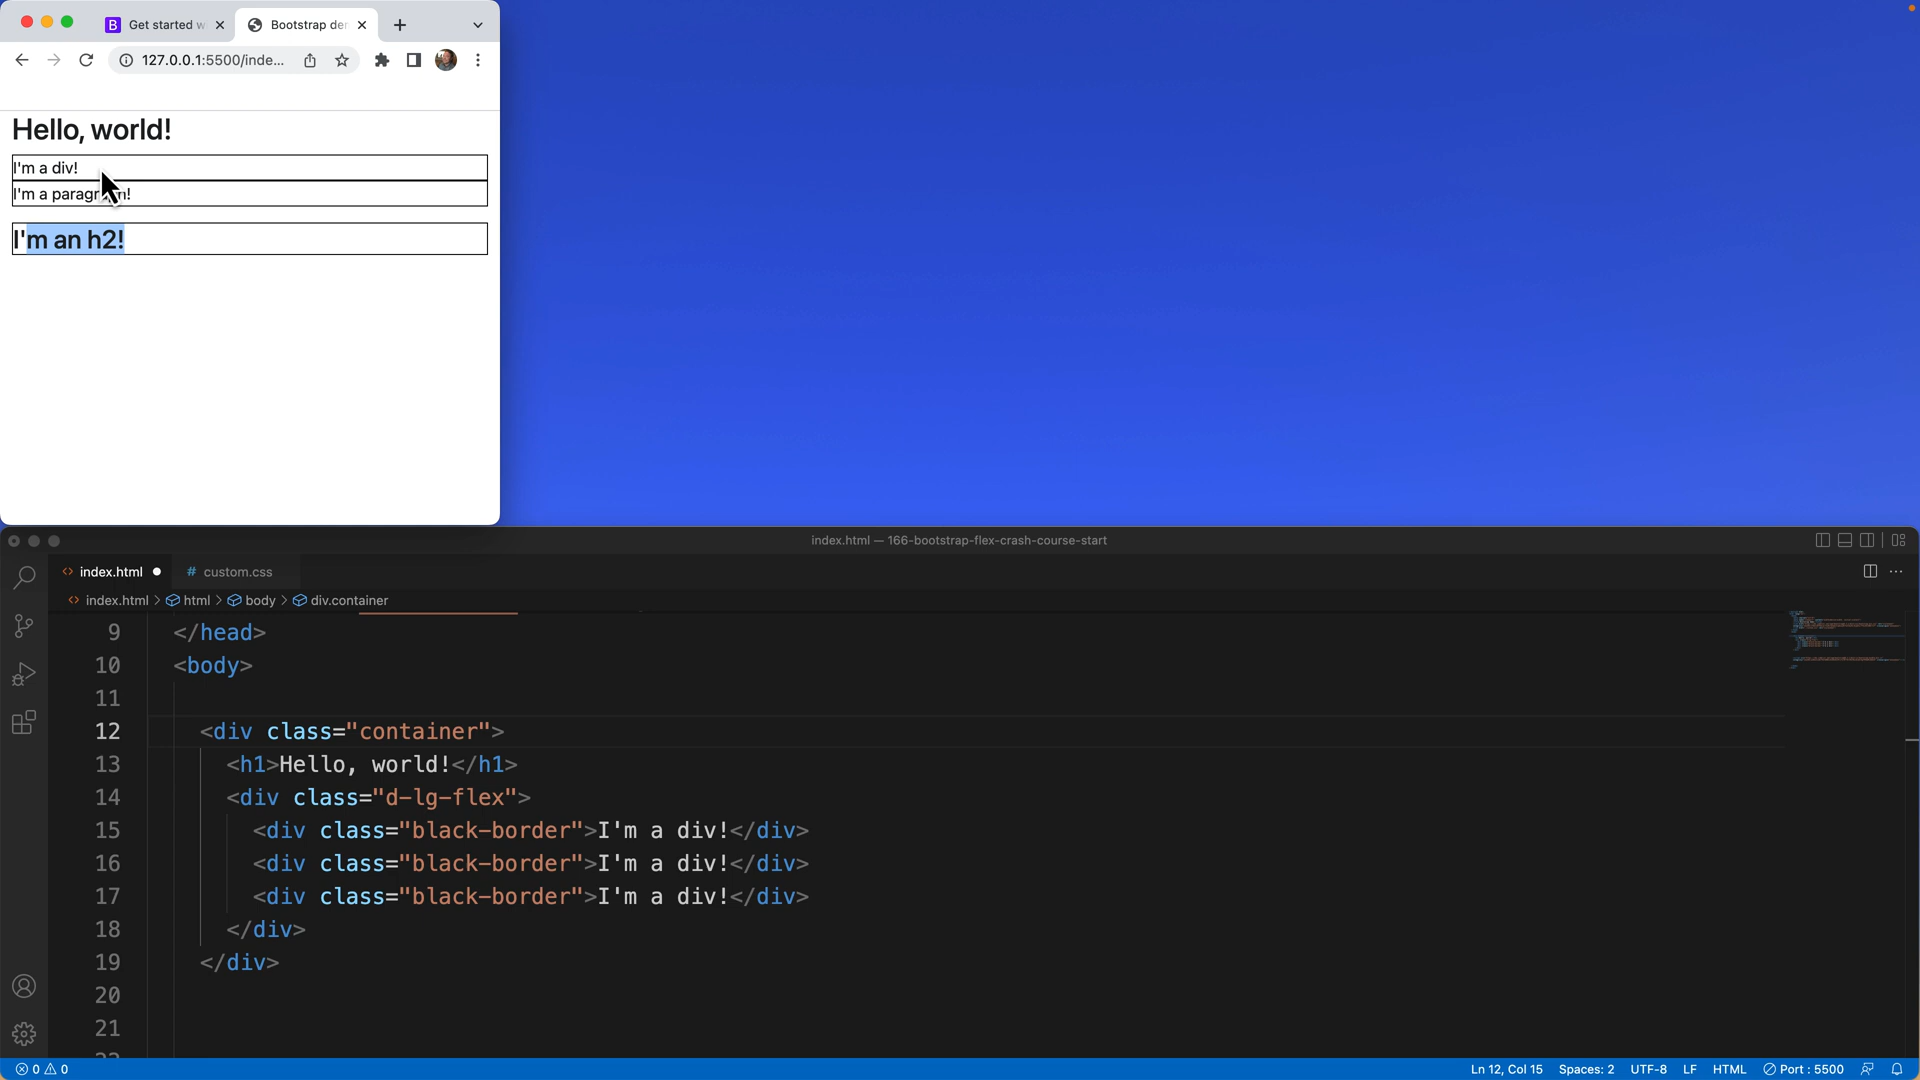 Get started w
Bootstrap der
127.0.0.1:5500/inde...
Hello, world!
I'm a div!
I'm a paragr h!
I'm an h2!
index.html — 166-bootstrap-flex-crash-course-start
index.html
# custom.css
index.html > html > body > div.container
9 </head>
10 <body>
11
12 <div class="container">
13 <h1>Hello, world!</h1>
14 <div class="d-lg-flex">
15 <div class="black-border">I'm a div!</div>
16 <div class="black-border">I'm a div!</div>
17 <div class="black-border">I'm a div!</div>
18 </div>
19 </div>
20
21
0 0 Ln 12, Col 15 Spaces: 2 UTF-8 LF HTML Port : 5500